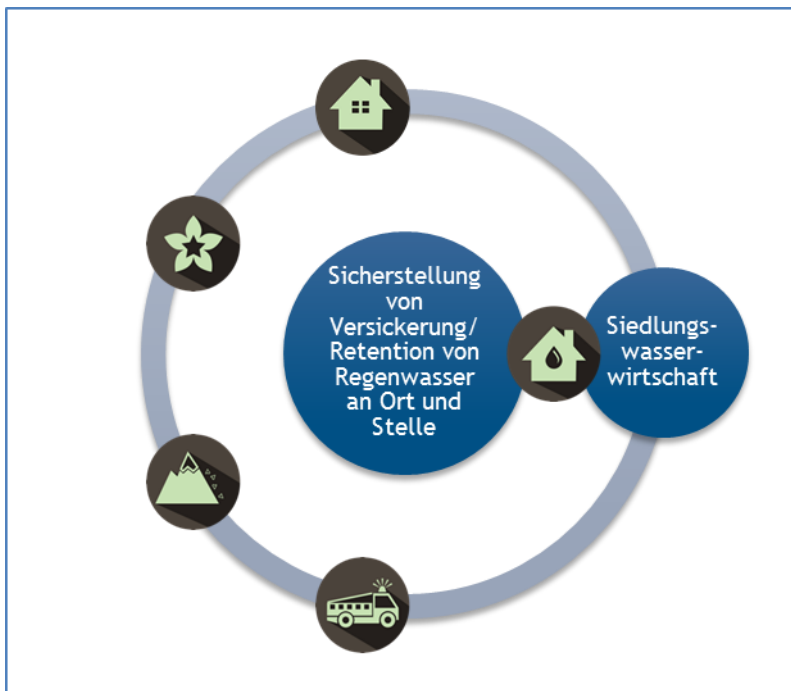 Sicherstellung
von
Versickerung/
Retention von
Regenwasser
an Ort und
Stelle
Siedlungs-
wasser-
wirtschaft